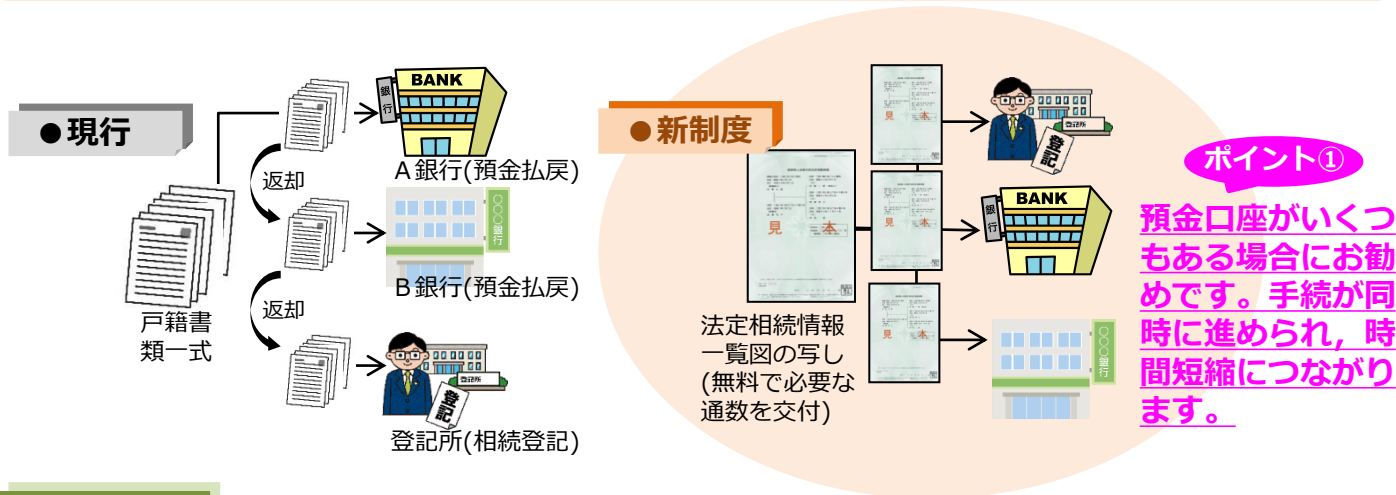 ●現行
BANK
銀行
A銀行(預金払戻)
返却
〇〇〇銀行
B銀行(預金払戻)
返却
戸籍書
類一式
登記所
登記
登記所(相続登記)
●新制度
見本
法定相続情報
一覧図の写し
(無料で必要な
通数を交付)
見本
見本
見本
登記所
登記
BANK
銀行
〇〇〇銀行
ポイント①
預金口座がいくつ
もある場合にお勧
めです。手続が同
時に進められ，時
間短縮につながり
ます。